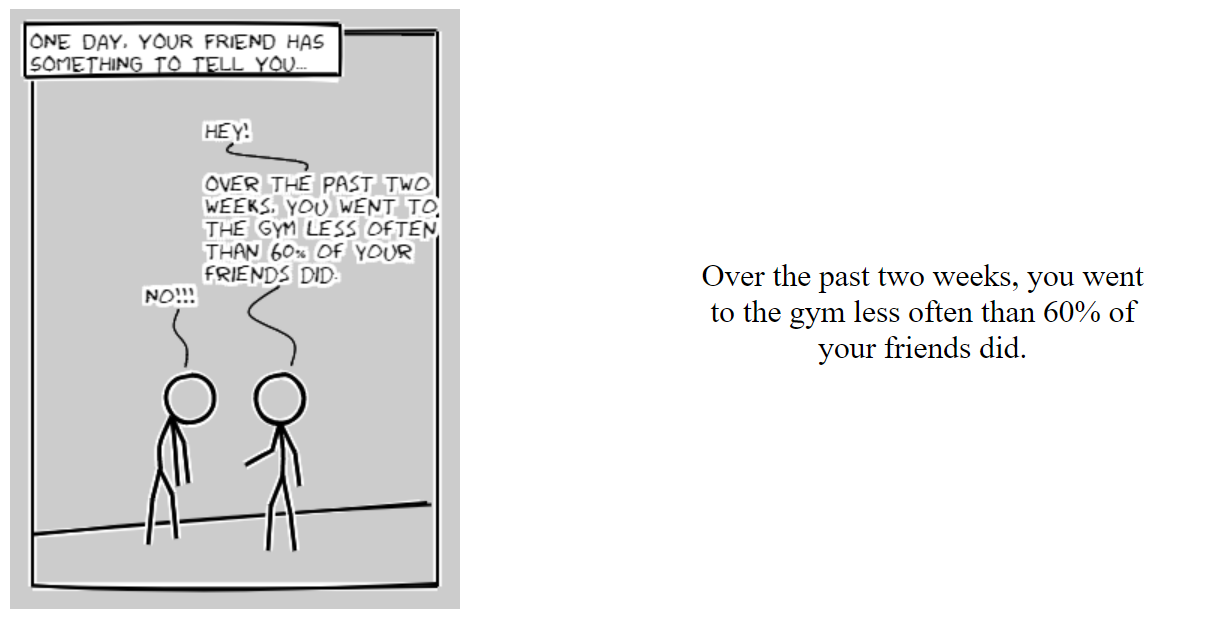 ONE DAY, YOUR FRIEND HAS
SOMETHING TO TELL YOU...
HEY!
OVER THE PAST TWO
WEEKS, YOU WENT TO
THE GYM LESS OFTEN
THAN 60% OF YOUR
FRIENDS DID.
NO!!!
Over the past two weeks, you went
to the gym less often than 60% of
your friends did.